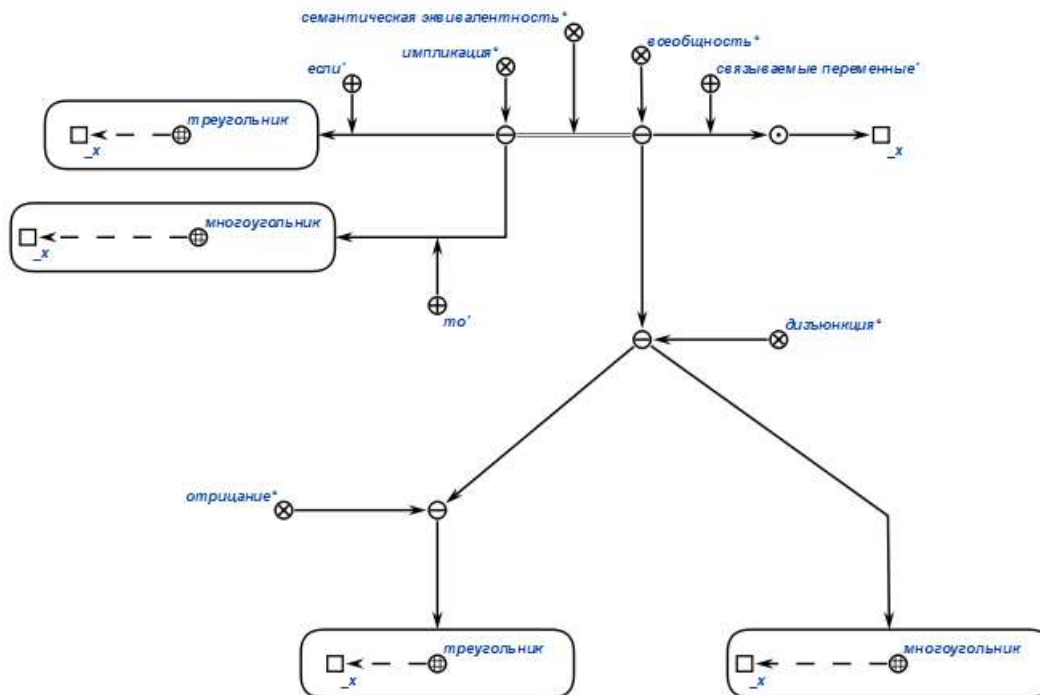 семантическая эквивалентность*
импликация*
всеобщность*
если'
связываемые переменные'
треугольник
_x
_x
многоугольник
_x
то'
дизъюнкция*
отрицание*
треугольник
_x
многоугольник
_x